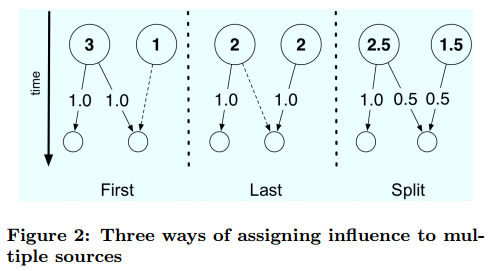 3 1 2 2 2.5 1.5
time
1.0 1.0 1.0 1.0 1.0 0.5 0.5
First Last Split
Figure 2: Three ways of assigning influence to mul-
tiple sources